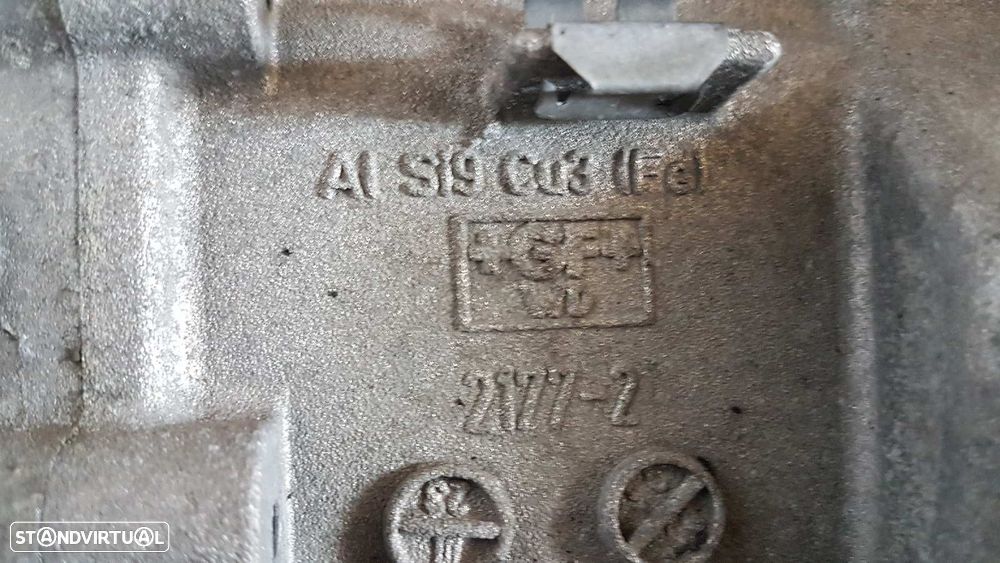 Al Si9 Cu3 (Fe)
+GF+
2177-2
STANDVIRTUAL